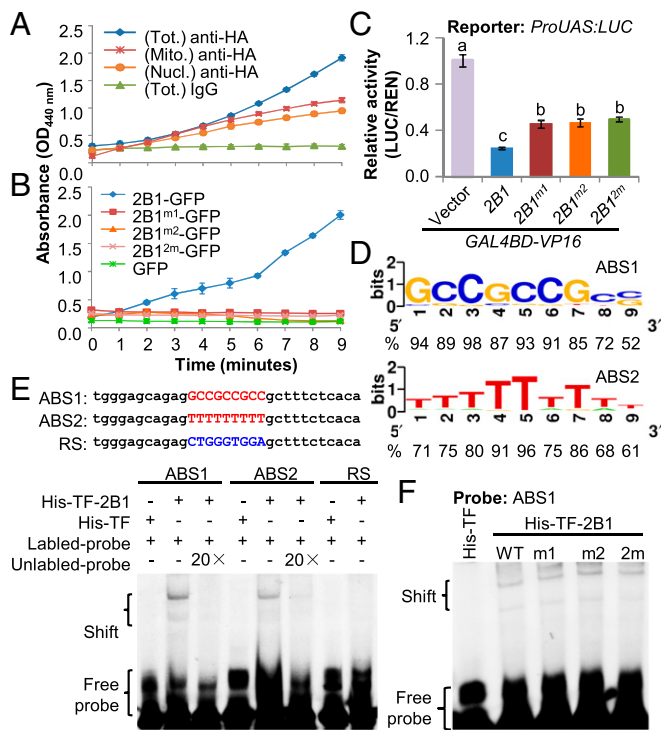 A
2.5
2.0
1.5
1.0
0.5
0.0
(Tot.) anti-HA
(Mito.) anti-HA
(Nucl.) anti-HA
(Tot.) IgG
Absorbance (OD440 nm)
B
2.5
2.0
1.5
1.0
0.5
0.0
2B1-GFP
2B1m1-GFP
2B1m2-GFP
2B12m-GFP
GFP
0 1 2 3 4 5 6 7 8 9
Time (minutes)
C
Reporter: ProUAS:LUC
Relative activity
(LUC/REN)
1.2
0.8
0.4
0.0
a
c
b
b
b
Vector
2B1
2B1m1
2B1m2
2B12m
GAL4BD-VP16
D
ABS1
bits
2
1
0
GCCGCCGCC
1 2 3 4 5 6 7 8 9
5′ 3′
% 94 89 98 87 93 91 85 72 52
ABS2
bits
2
1
0
TTTTTTTTT
1 2 3 4 5 6 7 8 9
5′ 3′
% 71 75 80 91 96 75 86 68 61
E
ABS1: tgggagcagagGCCGCCGCCgctttctcaca
ABS2: tgggagcagagTTTTTTTTTgctttctcaca
RS: tgggagcagagCTGGGTGGAgctttctcaca
ABS1 ABS2 RS
His-TF-2B1 - + + - + + - +
His-TF + - - + - - + -
Labled-probe + + + + + + + +
Unlabled-probe - - 20× - - 20× - -
Shift
Free
probe
F
Probe: ABS1
His-TF
His-TF-2B1
WT m1 m2 2m
Shift
Free
probe